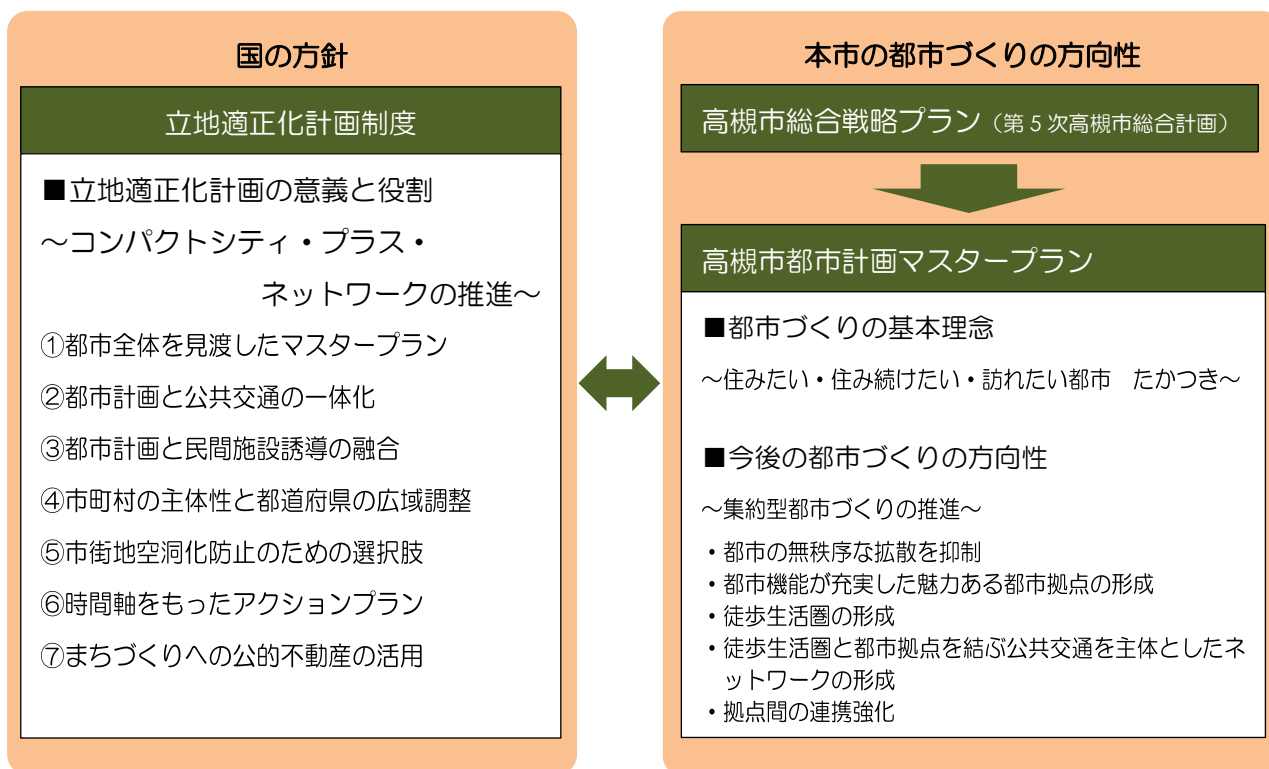 国の方針
立地適正化計画制度
■立地適正化計画の意義と役割
～コンパクトシティ・プラス・
ネットワークの推進～
①都市全体を見渡したマスタープラン
②都市計画と公共交通の一体化
③都市計画と民間施設誘導の融合
④市町村の主体性と都道府県の広域調整
⑤市街地空洞化防止のための選択肢
⑥時間軸をもったアクションプラン
⑦まちづくりへの公的不動産の活用
本市の都市づくりの方向性
高槻市総合戦略プラン（第５次高槻市総合計画）
高槻市都市計画マスタープラン
■都市づくりの基本理念
～住みたい・住み続けたい・訪れたい都市　たかつき～
■今後の都市づくりの方向性
～集約型都市づくりの推進～
・都市の無秩序な拡散を抑制
・都市機能が充実した魅力ある都市拠点の形成
・徒歩生活圏の形成
・徒歩生活圏と都市拠点を結ぶ公共交通を主体としたネ
ットワークの形成
・拠点間の連携強化